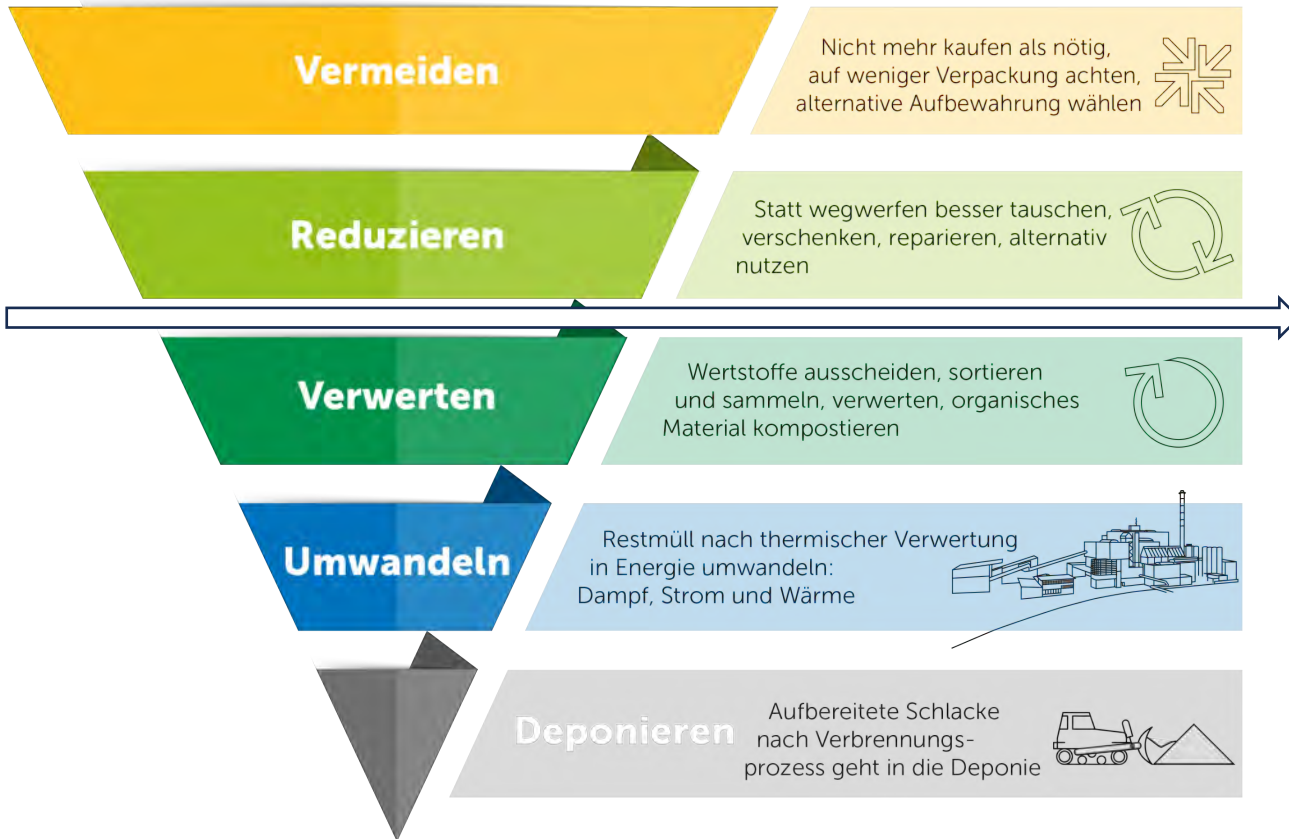 Vermeiden
Nicht mehr kaufen als nötig,
auf weniger Verpackung achten,
alternative Aufbewahrung wählen
Reduzieren
Statt wegwerfen besser tauschen,
verschenken, reparieren, alternativ
nutzen
Verwerten
Wertstoffe ausscheiden, sortieren
und sammeln, verwerten, organisches
Material kompostieren
Umwandeln
Restmüll nach thermischer Verwertung
in Energie umwandeln:
Dampf, Strom und Wärme
Deponieren
Aufbereitete Schlacke
nach Verbrennungs-
prozess geht in die Deponie